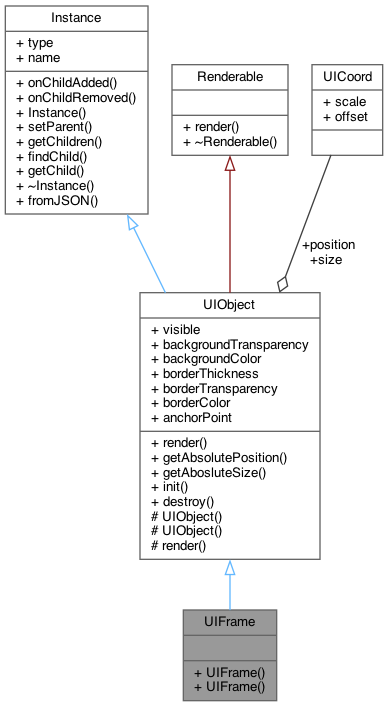 Instance
+ type
+ name
+ onChildAdded()
+ onChildRemoved()
+ Instance()
+ setParent()
+ getChildren()
+ findChild()
+ getChild()
+ ~Instance()
+ fromJSON()
Renderable
+ render()
+ ~Renderable()
UICoord
+ scale
+ offset
+position
+size
UIObject
+ visible
+ backgroundTransparency
+ backgroundColor
+ borderThickness
+ borderTransparency
+ borderColor
+ anchorPoint
+ render()
+ getAbsolutePosition()
+ getAbosluteSize()
+ init()
+ destroy()
# UIObject()
# UIObject()
# render()
UIFrame
+ UIFrame()
+ UIFrame()